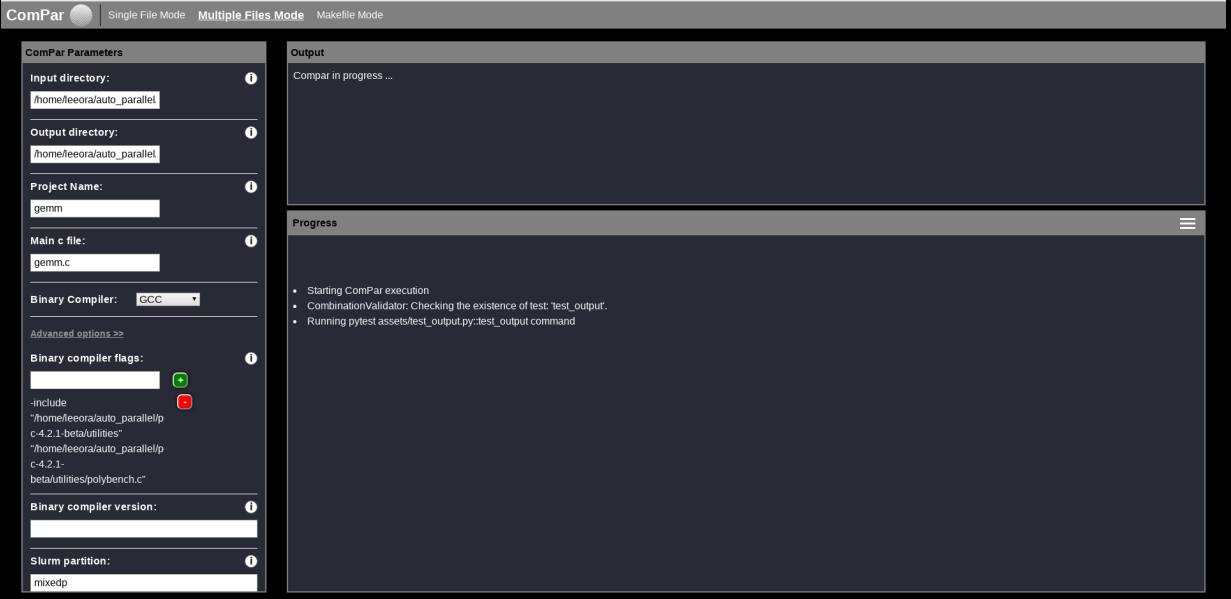 ComPar Single File Mode Multiple Files Mode Makefile Mode
ComPar Parameters
Input directory:
/home/leeora/auto_parallel/
Output directory:
/home/leeora/auto_parallel/
Project Name:
gemm
Main c file:
gemm.c
Binary Compiler: GCC
Advanced options >>
Binary compiler flags:
+
-include -
"/home/leeora/auto_parallel/p
c-4.2.1-beta/utilities"
"/home/leeora/auto_parallel/p
c-4.2.1-
beta/utilities/polybench.c"
Binary compiler version:
Slurm partition:
mixedp
Output
Compar in progress ...
Progress
• Starting ComPar execution
• CombinationValidator: Checking the existence of test: 'test_output'.
• Running pytest assets/test_output.py::test_output command